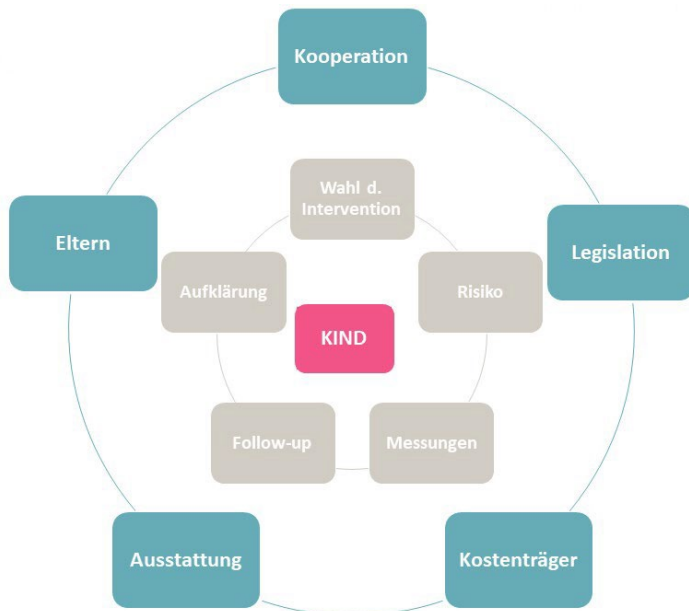 Kooperation
Wahl d.
Intervention
Eltern
Legislation
Aufklärung
Risiko
KIND
Follow-up
Messungen
Ausstattung
Kostenträger